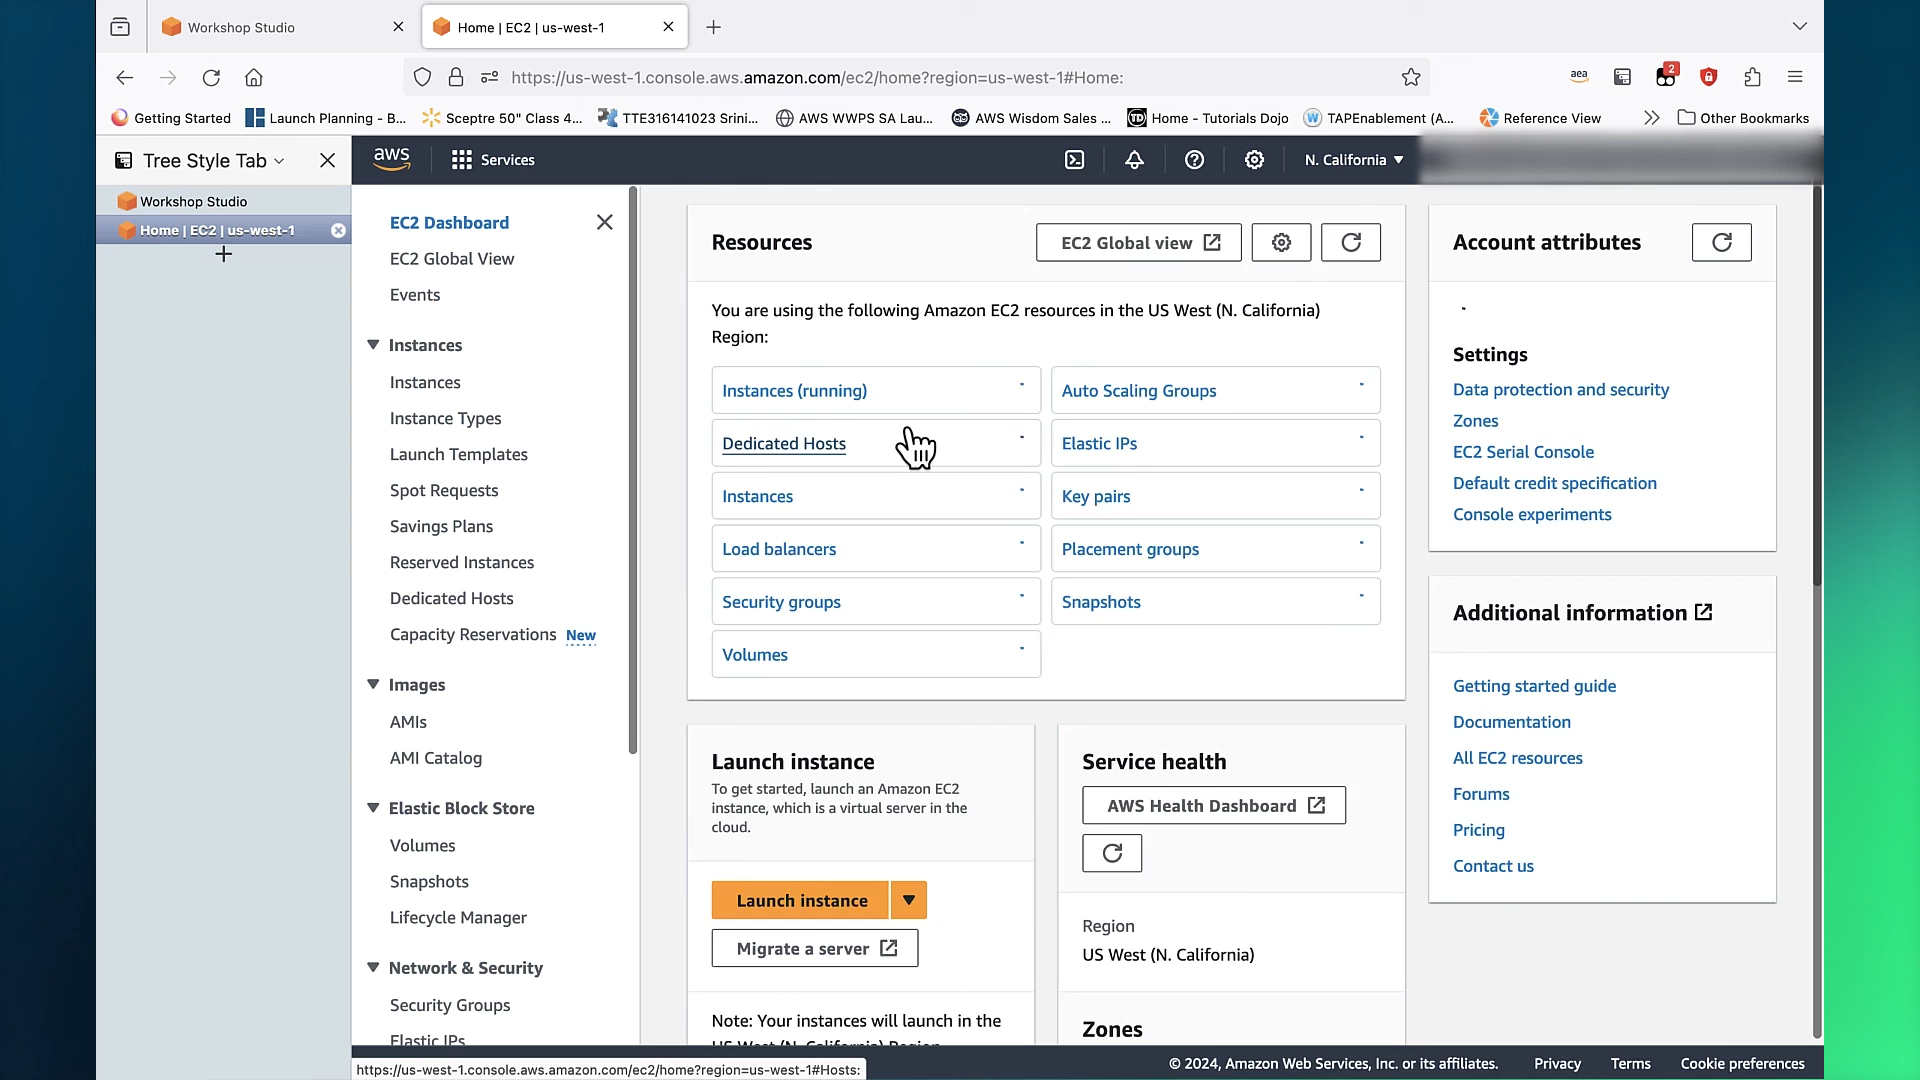 Workshop Studio
Home | EC2 | us-west-1
https://us-west-1.console.aws.amazon.com/ec2/home?region=us-west-1#Home:
aea
2
Getting Started
Launch Planning - B...
Sceptre 50" Class 4...
TTE316141023 Srini...
AWS WWPS SA Lau...
AWS Wisdom Sales ...
TD
Home - Tutorials Dojo
W
TAPEnablement (A...
Reference View
Other Bookmarks
Tree Style Tab
Workshop Studio
Home | EC2 | us-west-1
aws
Services
N. California
EC2 Dashboard
EC2 Global View
Events
Instances
Instances
Instance Types
Launch Templates
Spot Requests
Savings Plans
Reserved Instances
Dedicated Hosts
Capacity Reservations New
Images
AMIs
AMI Catalog
Elastic Block Store
Volumes
Snapshots
Lifecycle Manager
Network & Security
Security Groups
Elastic IPs
Resources
EC2 Global view
You are using the following Amazon EC2 resources in the US West (N. California)
Region:
Instances (running)
Auto Scaling Groups
Dedicated Hosts
Elastic IPs
Instances
Key pairs
Load balancers
Placement groups
Security groups
Snapshots
Volumes
Launch instance
To get started, launch an Amazon EC2
instance, which is a virtual server in the
cloud.
Launch instance
Migrate a server
Note: Your instances will launch in the
US West (N. California) Region
Service health
AWS Health Dashboard
Region
US West (N. California)
Zones
Account attributes
Settings
Data protection and security
Zones
EC2 Serial Console
Default credit specification
Console experiments
Additional information
Getting started guide
Documentation
All EC2 resources
Forums
Pricing
Contact us
https://us-west-1.console.aws.amazon.com/ec2/home?region=us-west-1#Hosts:
© 2024, Amazon Web Services, Inc. or its affiliates.
Privacy
Terms
Cookie preferences